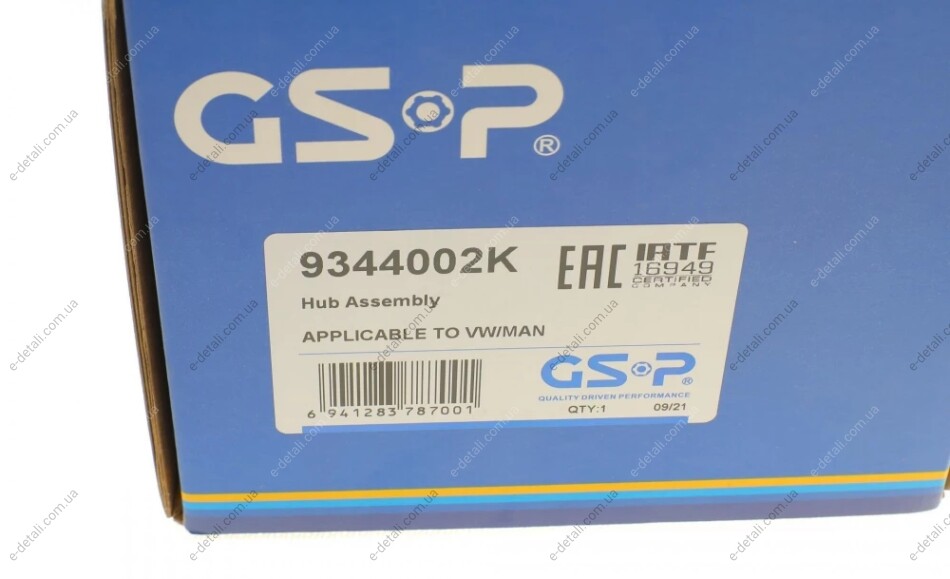 GSP®
9344002K
EAC
IATF
16949
CERTIFIED
COMPANY
Hub Assembly
APPLICABLE TO VW/MAN
GSP®
QUALITY DRIVEN PERFORMANCE
6 941283 787001
QTY:1
09/21
e-detali.com.ua